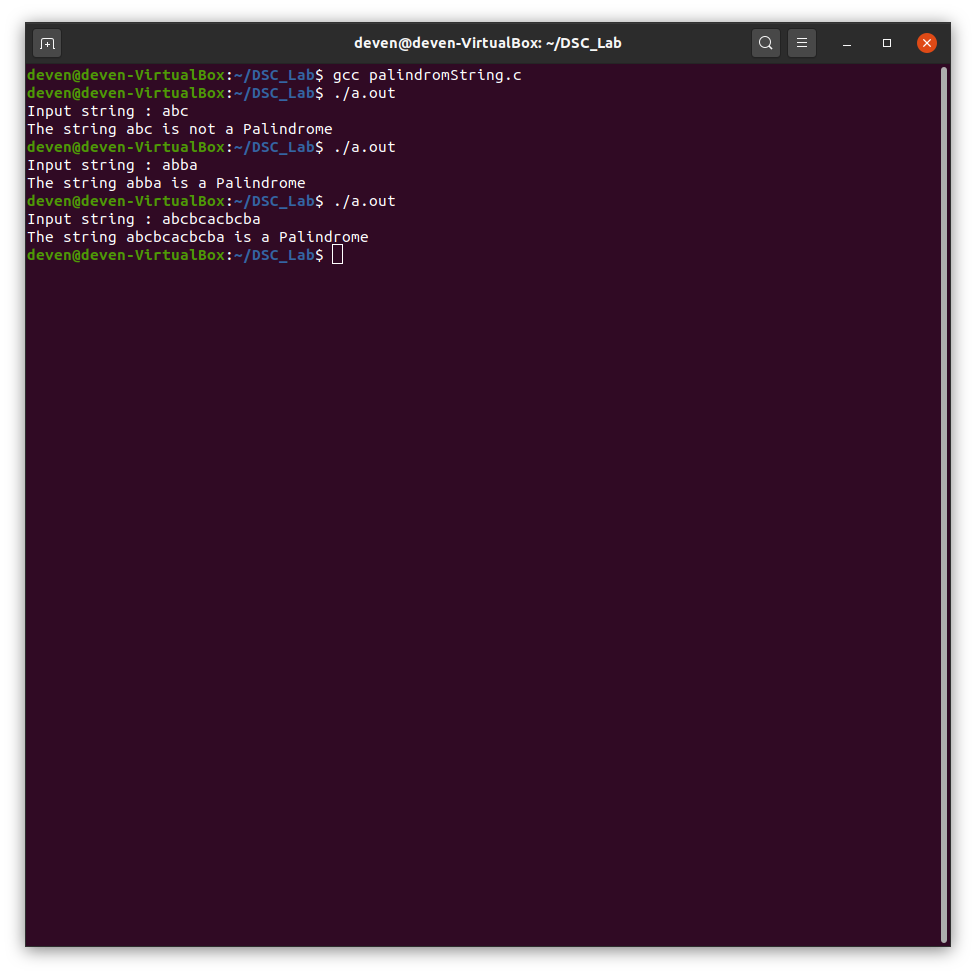 deven@deven-VirtualBox: ~/DSC_Lab
deven@deven-VirtualBox:~/DSC_Lab$ gcc palindromString.c
deven@deven-VirtualBox:~/DSC_Lab$ ./a.out
Input string : abc
The string abc is not a Palindrome
deven@deven-VirtualBox:~/DSC_Lab$ ./a.out
Input string : abba
The string abba is a Palindrome
deven@deven-VirtualBox:~/DSC_Lab$ ./a.out
Input string : abcbcacbcba
The string abcbcacbcba is a Palindrome
deven@deven-VirtualBox:~/DSC_Lab$